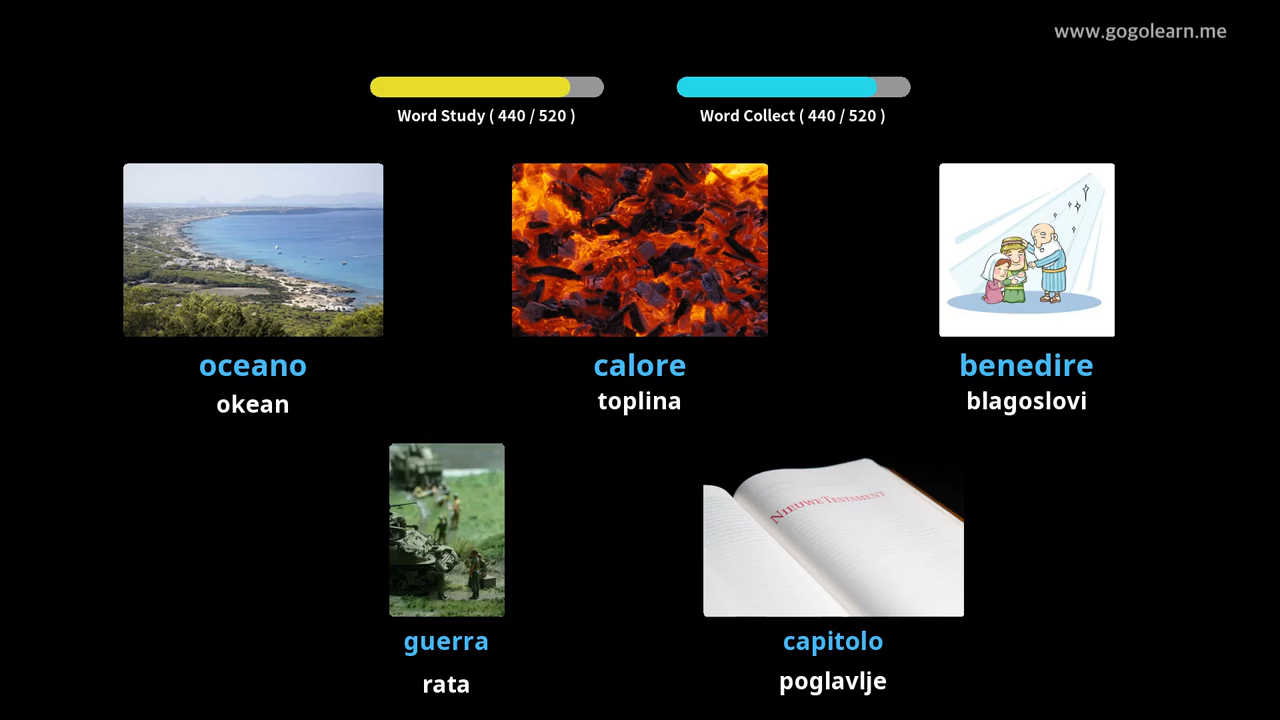 www.gogolearn.me
Word Study ( 440 / 520 )
Word Collect ( 440 / 520 )
oceano
okean
calore
toplina
benedire
blagoslovi
guerra
rata
NIEUWE TESTAMENT
capitolo
poglavlje